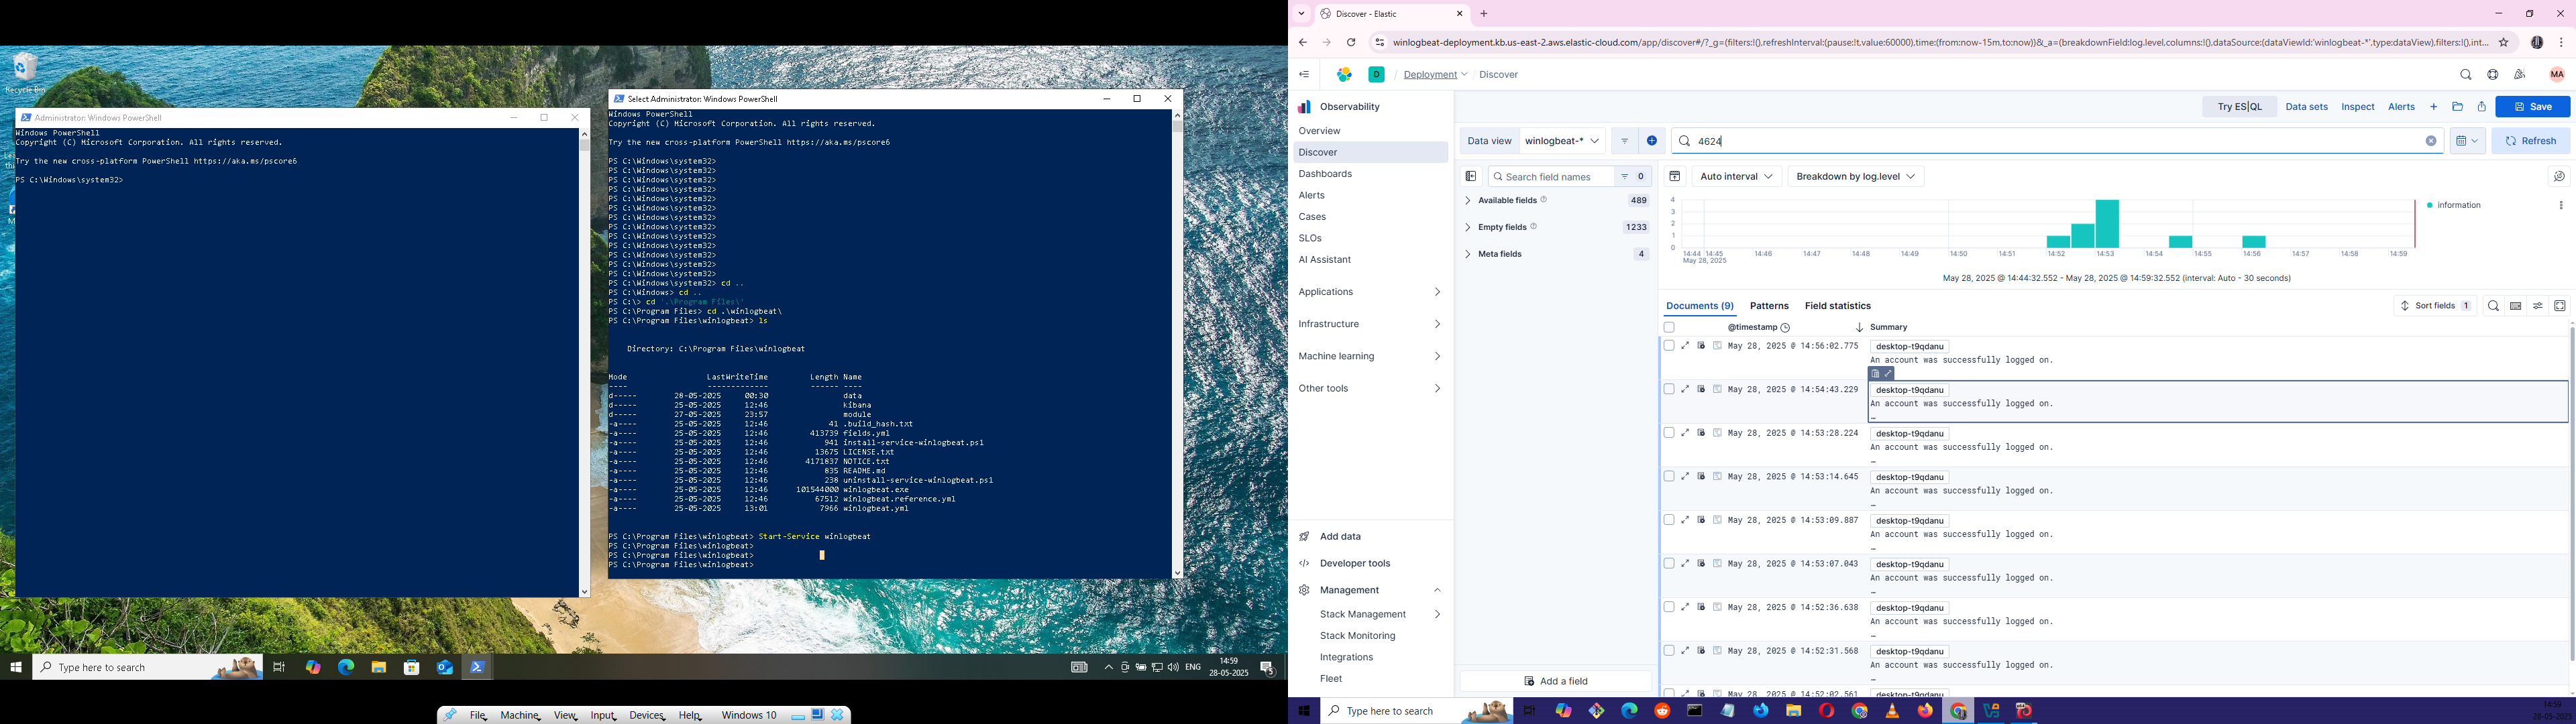 Recycle Bin
Administrator: Windows PowerShell
Windows PowerShell
Copyright (C) Microsoft Corporation. All rights reserved.
Try the new cross-platform PowerShell https://aka.ms/pscore6
PS C:\Windows\system32>
Select Administrator: Windows PowerShell
Windows PowerShell
Copyright (C) Microsoft Corporation. All rights reserved.
Try the new cross-platform PowerShell https://aka.ms/pscore6
PS C:\Windows\system32>
PS C:\Windows\system32>
PS C:\Windows\system32>
PS C:\Windows\system32>
PS C:\Windows\system32>
PS C:\Windows\system32>
PS C:\Windows\system32>
PS C:\Windows\system32>
PS C:\Windows\system32>
PS C:\Windows\system32>
PS C:\Windows\system32>
PS C:\Windows\system32>
PS C:\Windows\system32>
PS C:\Windows\system32> cd ..
PS C:\Windows> cd ..
PS C:\> cd '.\Program Files\'
PS C:\Program Files> cd .\winlogbeat\
PS C:\Program Files\winlogbeat> ls
Directory: C:\Program Files\winlogbeat
Mode LastWriteTime Length Name
---- ------------- ------ ----
d----- 28-05-2025 00:30 data
d----- 25-05-2025 12:46 kibana
d----- 27-05-2025 23:57 module
-a---- 25-05-2025 12:46 41 .build_hash.txt
-a---- 25-05-2025 12:46 413739 fields.yml
-a---- 25-05-2025 12:46 941 install-service-winlogbeat.ps1
-a---- 25-05-2025 12:46 13675 LICENSE.txt
-a---- 25-05-2025 12:46 4171837 NOTICE.txt
-a---- 25-05-2025 12:46 835 README.md
-a---- 25-05-2025 12:46 238 uninstall-service-winlogbeat.ps1
-a---- 25-05-2025 12:46 101544000 winlogbeat.exe
-a---- 25-05-2025 12:46 67512 winlogbeat.reference.yml
-a---- 25-05-2025 13:01 7966 winlogbeat.yml
PS C:\Program Files\winlogbeat> Start-Service winlogbeat
PS C:\Program Files\winlogbeat>
PS C:\Program Files\winlogbeat>
PS C:\Program Files\winlogbeat>
Type here to search
ENG
14:59
28-05-2025
5
File Machine View Input Devices Help Windows 10
Discover - Elastic
winlogbeat-deployment.kb.us-east-2.aws.elastic-cloud.com/app/discover#/?_g=(filters:!(),refreshInterval:(pause:!t,value:60000),time:(from:now-15m,to:now))&_a=(breakdownField:log.level,columns:!(),dataSource:(dataViewId:'winlogbeat-*',type:dataView),filters:!(),int...
D / Deployment / Discover
MA
Observability
Overview
Discover
Dashboards
Alerts
Cases
SLOs
AI Assistant
Applications
Infrastructure
Machine learning
Other tools
Add data
Developer tools
Management
Stack Management
Stack Monitoring
Integrations
Fleet
Try ES|QL Data sets Inspect Alerts Save
Data view winlogbeat-* 4624 Refresh
Search field names 0
Available fields 489
Empty fields 1233
Meta fields 4
Add a field
Auto interval Breakdown by log.level
4
3
2
1
0
14:44 14:45 14:46 14:47 14:48 14:49 14:50 14:51 14:52 14:53 14:54 14:55 14:56 14:57 14:58 14:59
May 28, 2025
information
May 28, 2025 @ 14:44:32.552 - May 28, 2025 @ 14:59:32.552 (interval: Auto - 30 seconds)
Documents (9) Patterns Field statistics Sort fields 1
@timestamp Summary
May 28, 2025 @ 14:56:02.775 desktop-t9qdanu
An account was successfully logged on.
May 28, 2025 @ 14:54:43.229 desktop-t9qdanu
An account was successfully logged on.
…
May 28, 2025 @ 14:53:28.224 desktop-t9qdanu
An account was successfully logged on.
…
May 28, 2025 @ 14:53:14.645 desktop-t9qdanu
An account was successfully logged on.
…
May 28, 2025 @ 14:53:09.887 desktop-t9qdanu
An account was successfully logged on.
…
May 28, 2025 @ 14:53:07.043 desktop-t9qdanu
An account was successfully logged on.
…
May 28, 2025 @ 14:52:36.638 desktop-t9qdanu
An account was successfully logged on.
…
May 28, 2025 @ 14:52:31.568 desktop-t9qdanu
An account was successfully logged on.
…
May 28, 2025 @ 14:52:02.561 desktop-t9qdanu
Type here to search
14:59